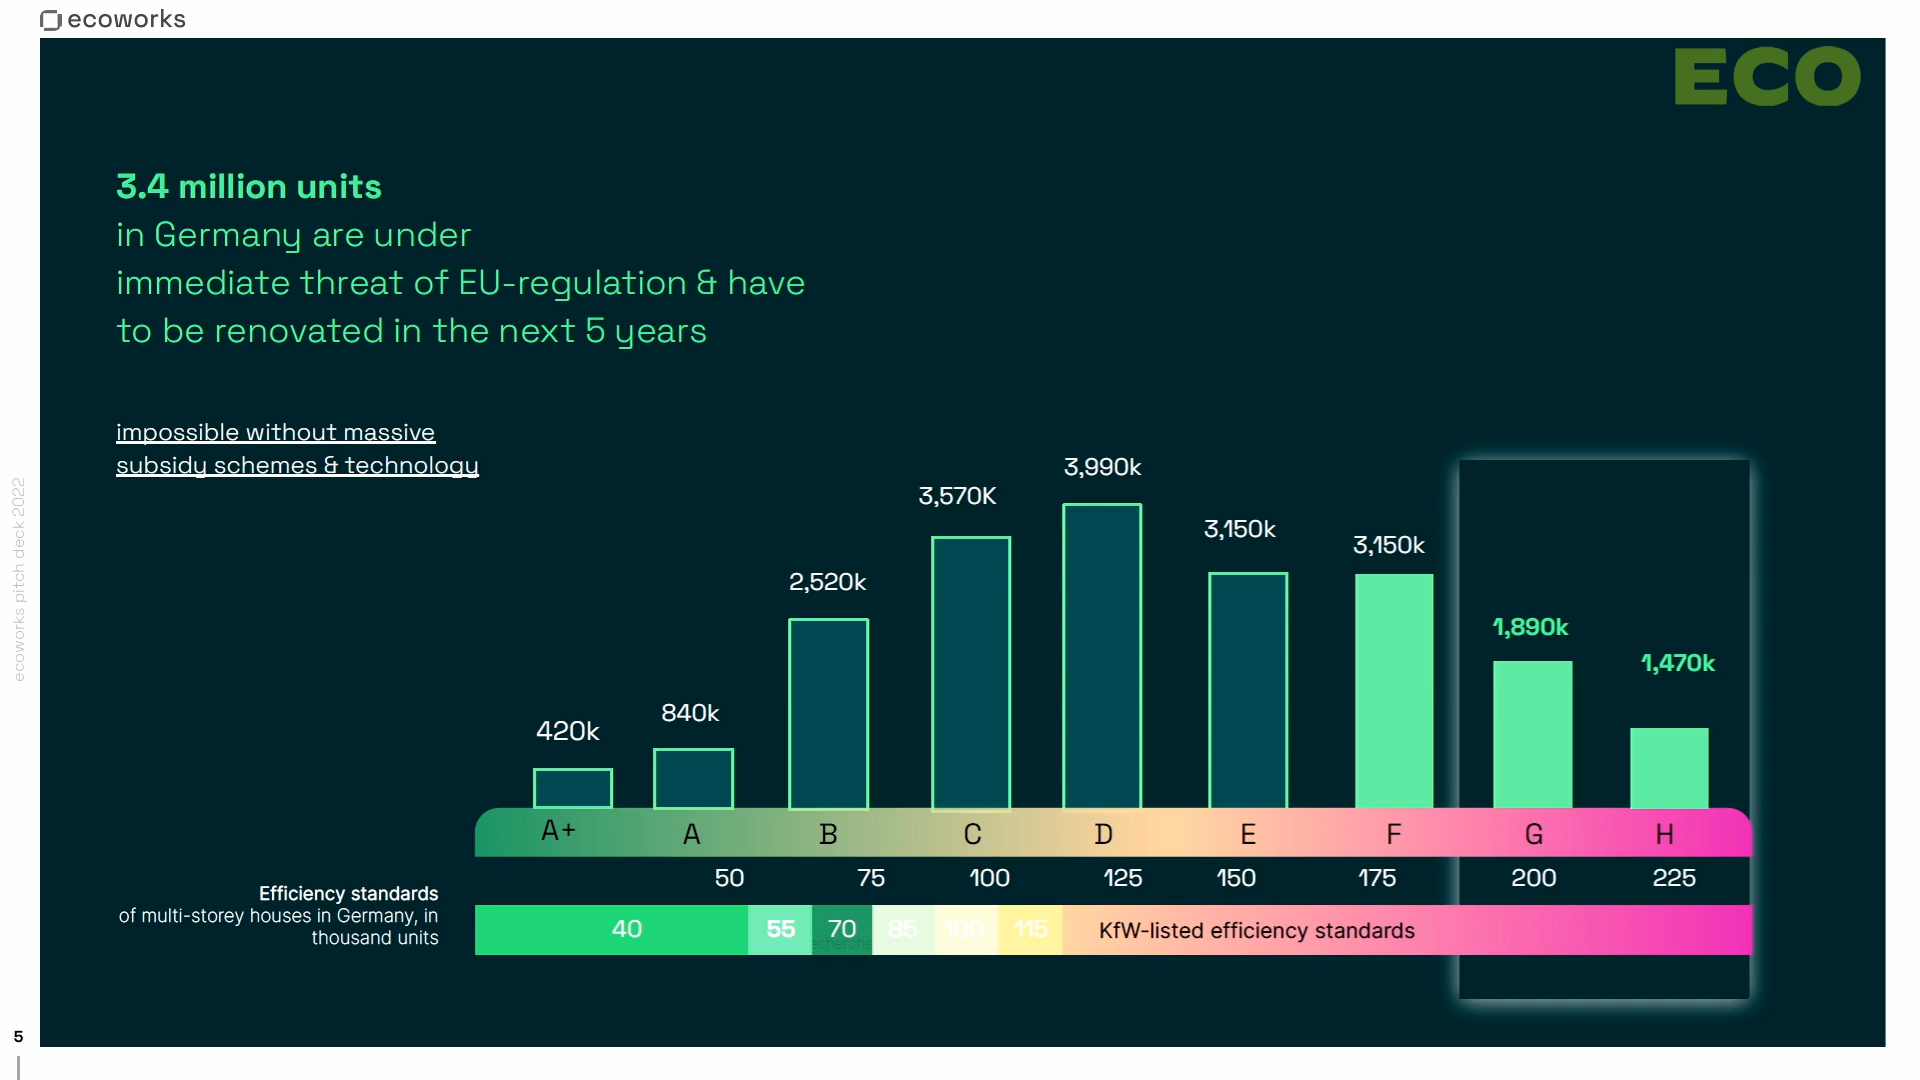 ecoworks
ECO
3.4 million units
in Germany are under
immediate threat of EU-regulation & have
to be renovated in the next 5 years
impossible without massive
subsidy schemes & technology
420k
840k
2,520k
3,570K
3,990k
3,150k
3,150k
1,890k
1,470k
A+ A B C D E F G H
50 75 100 125 150 175 200 225
Efficiency standards
of multi-storey houses in Germany, in
thousand units
40 55 70 85 100 115 KfW-listed efficiency standards
ecoworks pitch deck 2022
5